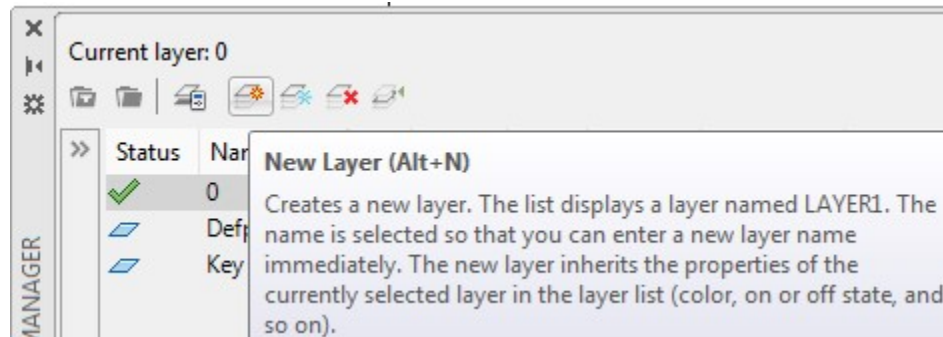 Current layer: 0
Status Nar
New Layer (Alt+N)
0
Creates a new layer. The list displays a layer named LAYER1. The
Defp name is selected so that you can enter a new layer name
Key immediately. The new layer inherits the properties of the
currently selected layer in the layer list (color, on or off state, and
so on).
MANAGER